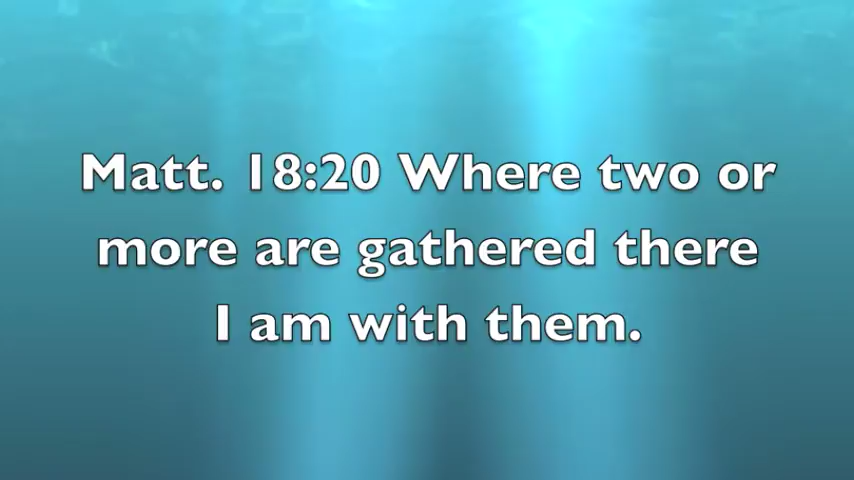 Matt. 18:20 Where two or
more are gathered there
I am with them.